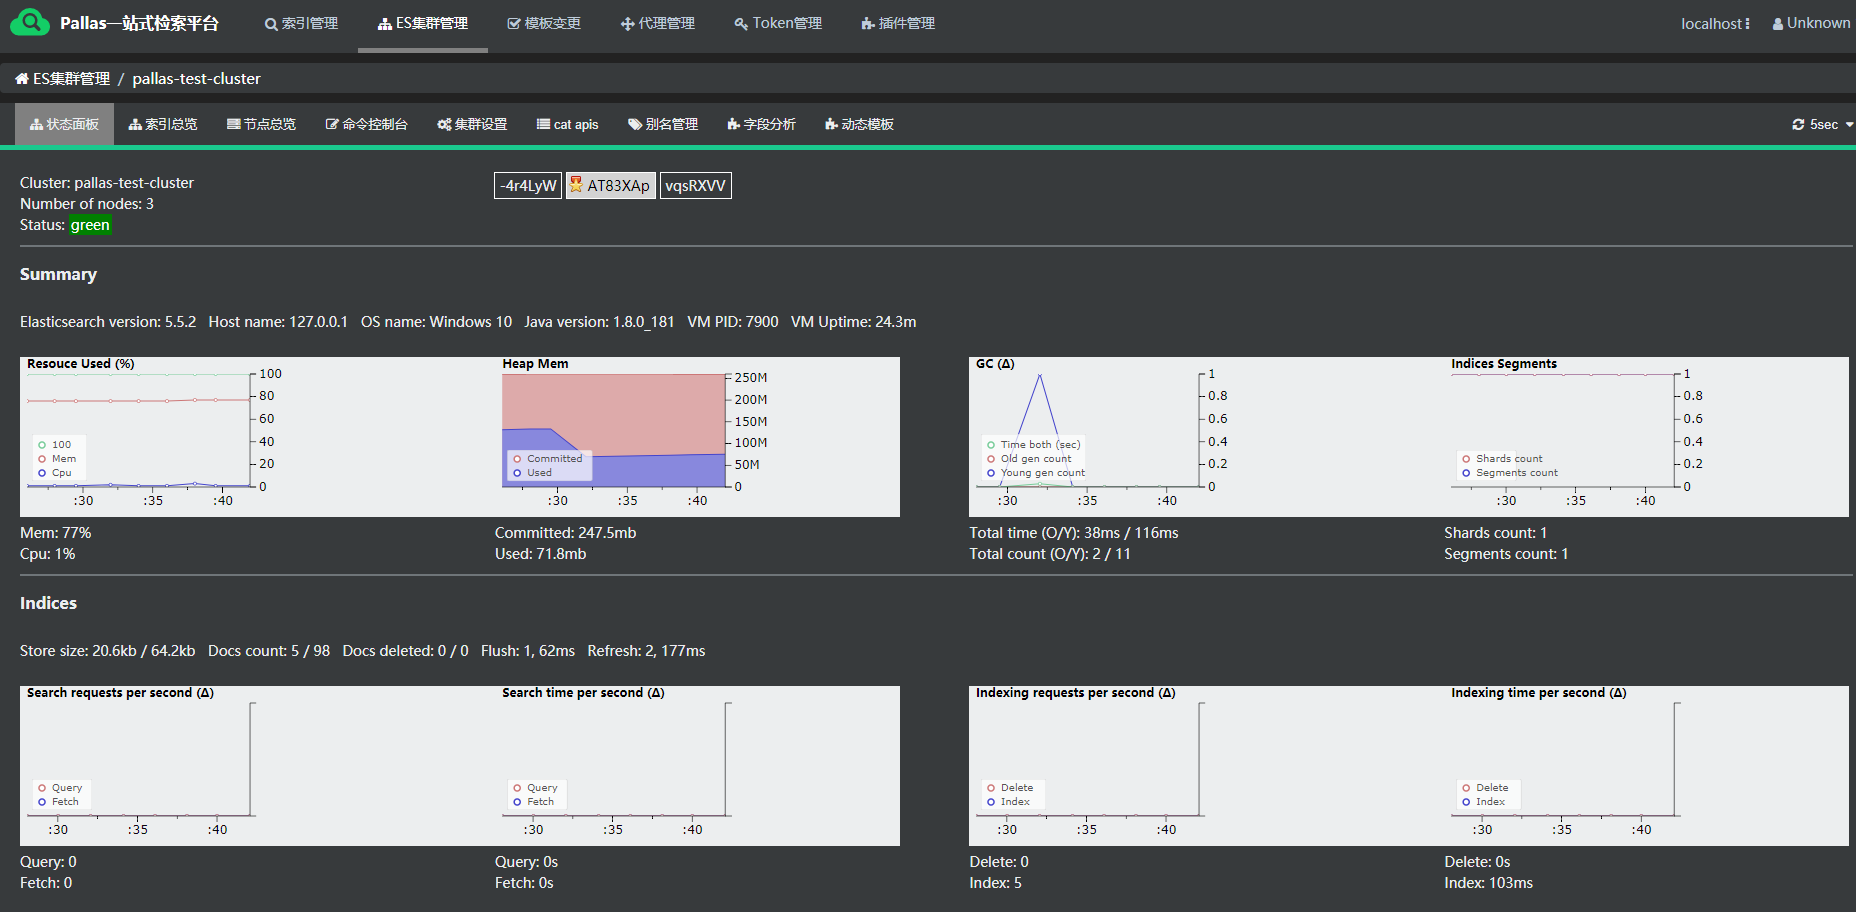 Pallas一站式检索平台 索引管理 ES集群管理 模板变更 代理管理 Token管理 插件管理 localhost Unknown
ES集群管理 / pallas-test-cluster
状态面板 索引总览 节点总览 命令控制台 集群设置 cat apis 别名管理 字段分析 动态模板 5sec
Cluster: pallas-test-cluster
Number of nodes: 3
Status: green
-4r4LyW AT83XAp vqsRXVV
Summary
Elasticsearch version: 5.5.2 Host name: 127.0.0.1 OS name: Windows 10 Java version: 1.8.0_181 VM PID: 7900 VM Uptime: 24.3m
Resouce Used (%)
100
80
60
40
20
0
100
Mem
Cpu
:30 :35 :40
Mem: 77%
Cpu: 1%
Heap Mem
250M
200M
150M
100M
50M
0
Committed
Used
:30 :35 :40
Committed: 247.5mb
Used: 71.8mb
GC (Δ)
1
0.8
0.6
0.4
0.2
0
Time both (sec)
Old gen count
Young gen count
:30 :35 :40
Total time (O/Y): 38ms / 116ms
Total count (O/Y): 2 / 11
Indices Segments
1
0.8
0.6
0.4
0.2
0
Shards count
Segments count
:30 :35 :40
Shards count: 1
Segments count: 1
Indices
Store size: 20.6kb / 64.2kb Docs count: 5 / 98 Docs deleted: 0 / 0 Flush: 1, 62ms Refresh: 2, 177ms
Search requests per second (Δ)
Query
Fetch
:30 :35 :40
Query: 0
Fetch: 0
Search time per second (Δ)
Query
Fetch
:30 :35 :40
Query: 0s
Fetch: 0s
Indexing requests per second (Δ)
Delete
Index
:30 :35 :40
Delete: 0
Index: 5
Indexing time per second (Δ)
Delete
Index
:30 :35 :40
Delete: 0s
Index: 103ms